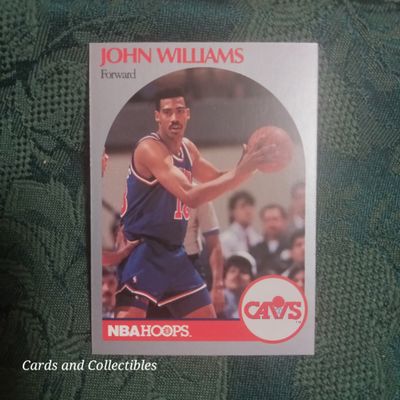 JOHN WILLIAMS
Forward
NBA HOOPS
CAVS
Cards and Collectibles